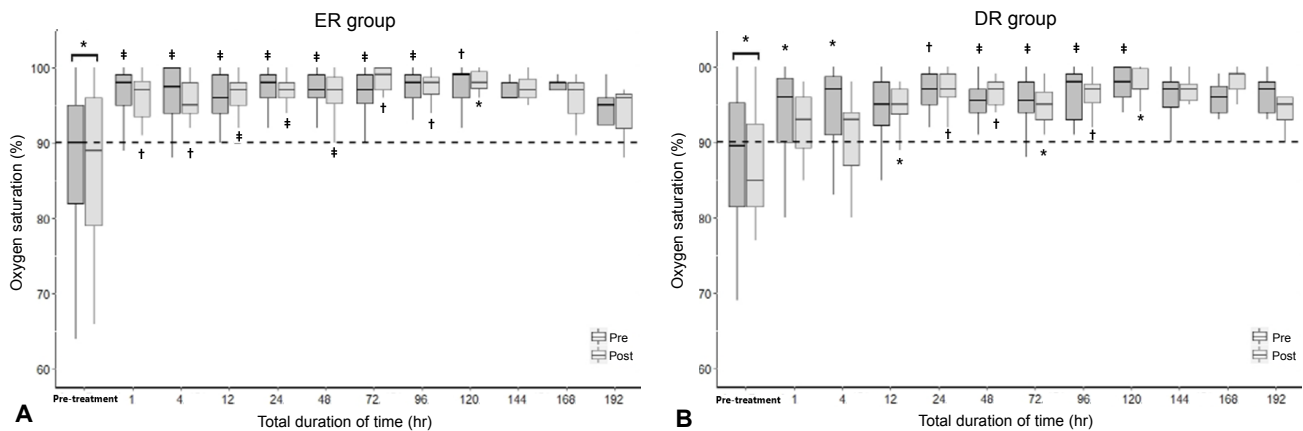 ER group
*
‡ ‡ ‡ ‡ ‡ ‡ ‡ †
100
90
80
70
60
† † ‡ ‡ ‡ † † *
Oxygen saturation (%)
Pre
Post
Pre-treatment 1 4 12 24 48 72. 96 120 144 168 192
Total duration of time (hr)
A
DR group
*
* * † ‡ ‡ ‡ ‡
00
90
80
70
60
* † † * † *
Oxygen saturation (%)
Pre
Post
Pre-treatment 1 4 12 24 48 72. 96 120 144 168 192
Total duration of time (hr)
B